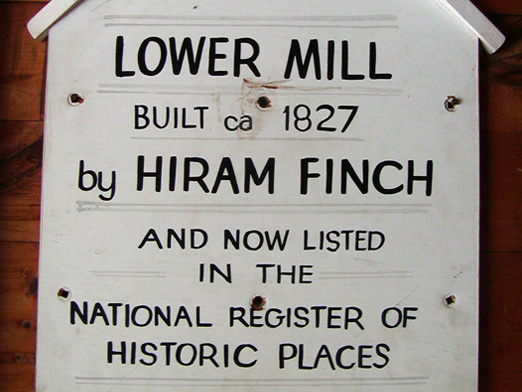 LOWER MILL
BUILT ca 1827
by HIRAM FINCH
AND NOW LISTED
IN THE
NATIONAL REGISTER OF
HISTORIC PLACES